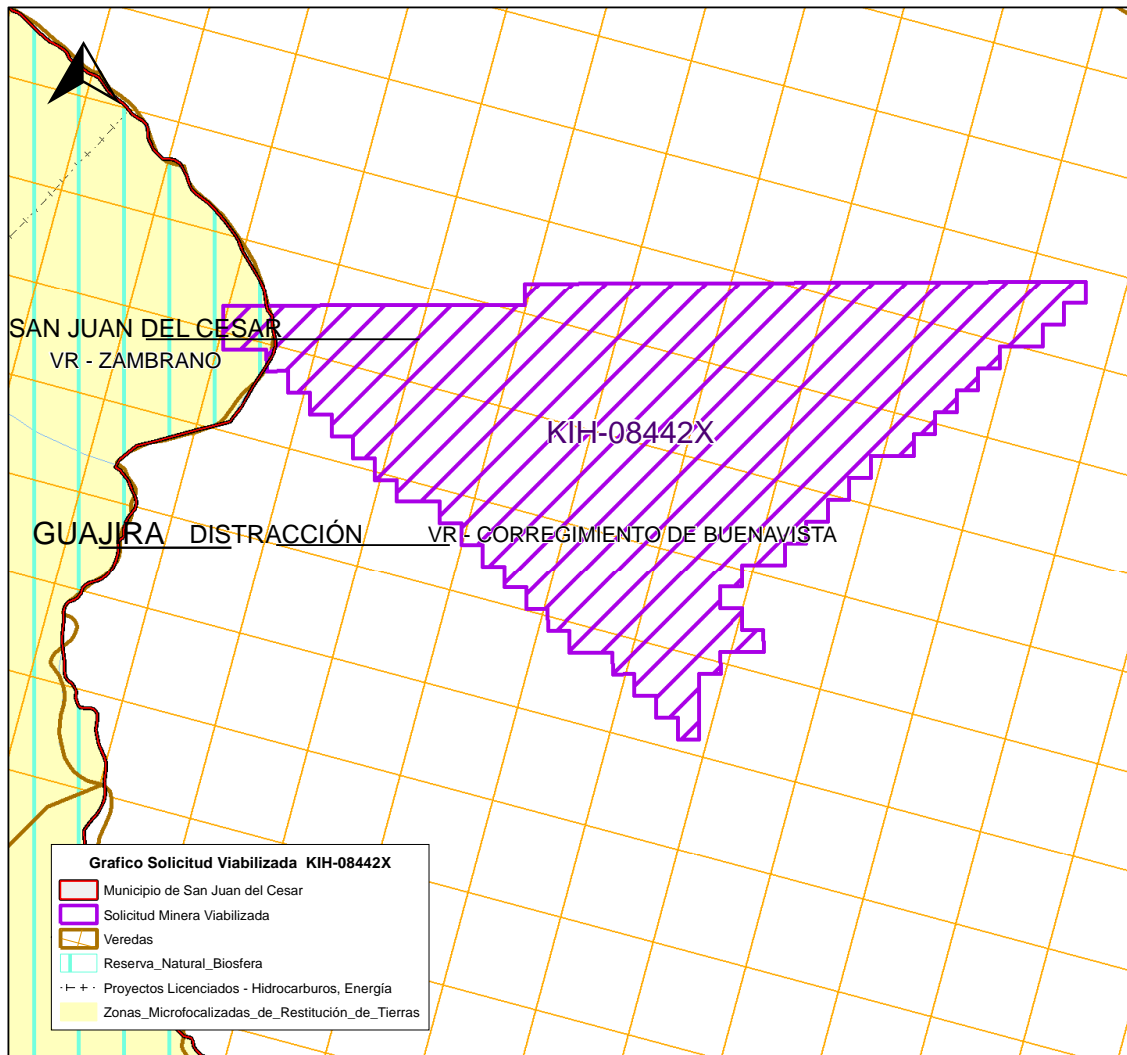 SAN JUAN DEL CESAR
VR - ZAMBRANO
KIH-08442X
GUAJIRA DISTRACCIÓN VR - CORREGIMIENTO DE BUENAVISTA
Grafico Solicitud Viabilizada KIH-08442X
Municipio de San Juan del Cesar
Solicitud Minera Viabilizada
Veredas
Reserva_Natural_Biosfera
Proyectos Licenciados - Hidrocarburos, Energía
Zonas_Microfocalizadas_de_Restitución_de_Tierras